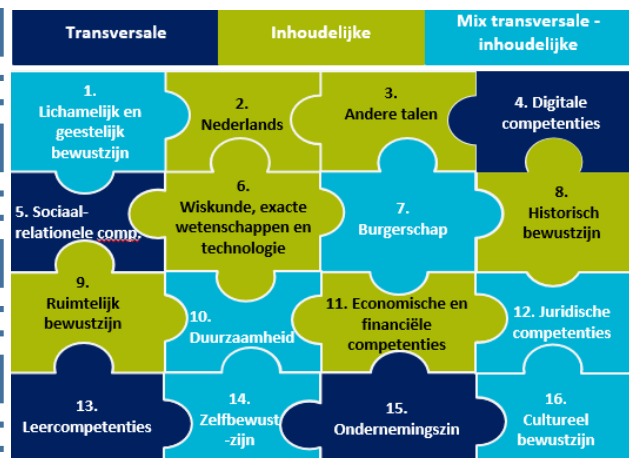 Transversale
Inhoudelijke
Mix transversale -
inhoudelijke
1.
Lichamelijk en
geestelijk
bewustzijn
2.
Nederlands
3.
Andere talen
4. Digitale
competenties
5. Sociaal-
relationele comp.
6.
Wiskunde, exacte
wetenschappen en
technologie
7.
Burgerschap
8.
Historisch
bewustzijn
9.
Ruimtelijk
bewustzijn
10.
Duurzaamheid
11. Economische en
financiële
competenties
12. Juridische
competenties
13.
Leercompetenties
14.
Zelfbewust
-zijn
15.
Ondernemingszin
16.
Cultureel
bewustzijn